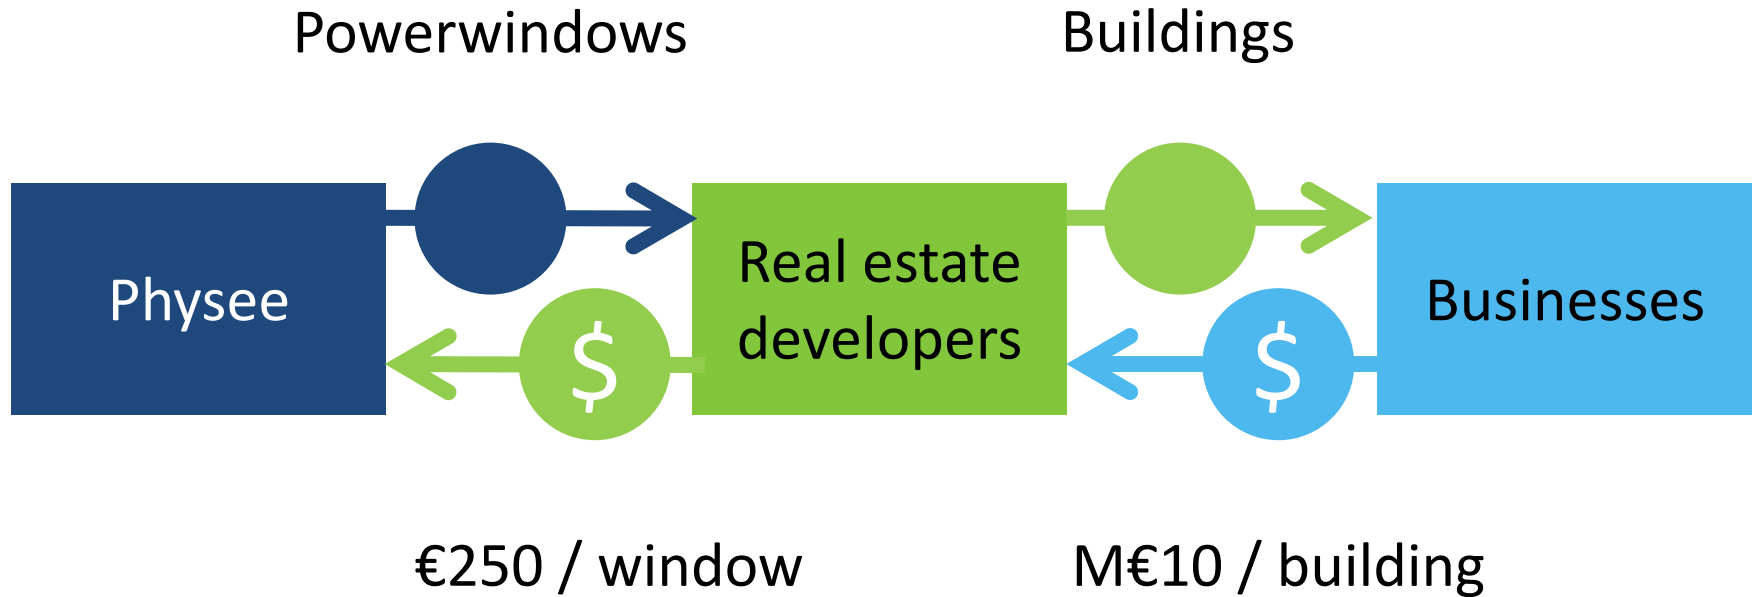 Powerwindows
Buildings
Physee
Real estate
developers
Businesses
$
$
€250 / window
M€10 / building